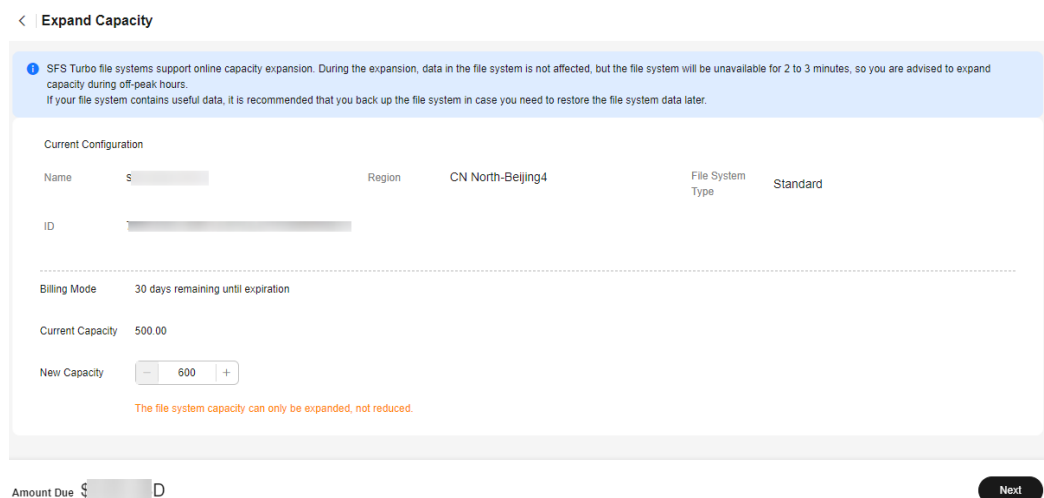 Expand Capacity
SFS Turbo file systems support online capacity expansion. During the expansion, data in the file system is not affected, but the file system will be unavailable for 2 to 3 minutes, so you are advised to expand
capacity during off-peak hours.
If your file system contains useful data, it is recommended that you back up the file system in case you need to restore the file system data later.
Current Configuration
Name
Region CN North-Beijing4
File System
Type
Standard
ID
Billing Mode 30 days remaining until expiration
Current Capacity 500.00
New Capacity − 600 +
The file system capacity can only be expanded, not reduced.
Amount Due $ D
Next